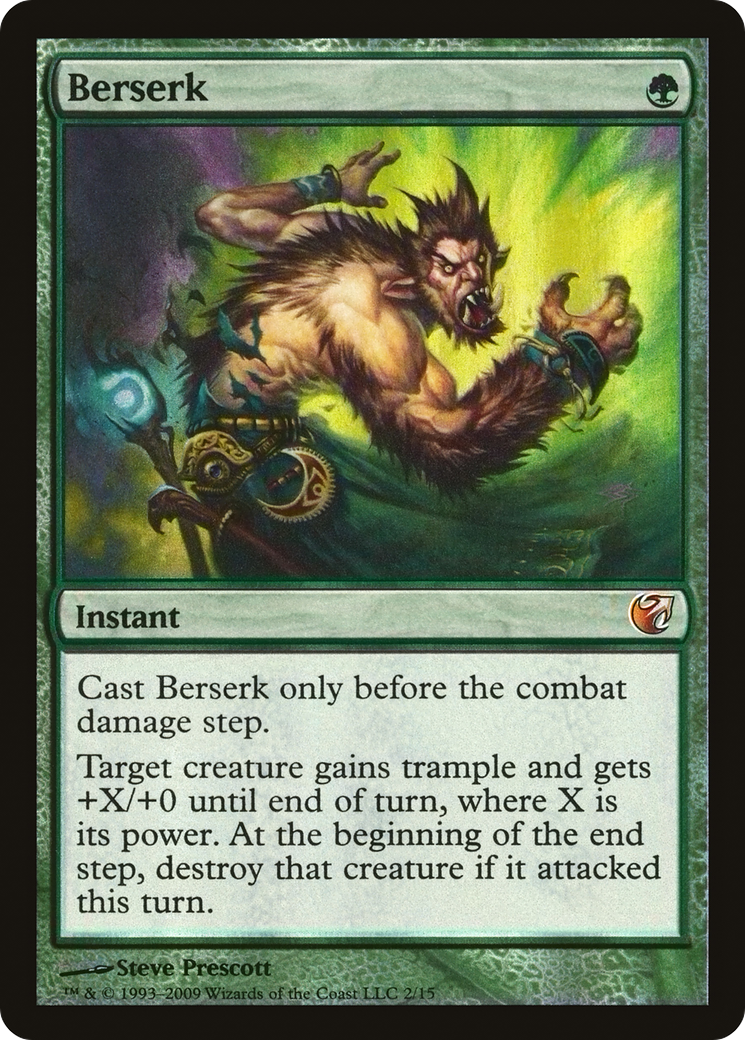 Berserk
Instant
Cast Berserk only before the combat
damage step.
Target creature gains trample and gets
+X/+0 until end of turn, where X is
its power. At the beginning of the end
step, destroy that creature if it attacked
this turn.
Steve Prescott
™ & © 1993–2009 Wizards of the Coast LLC 2/15